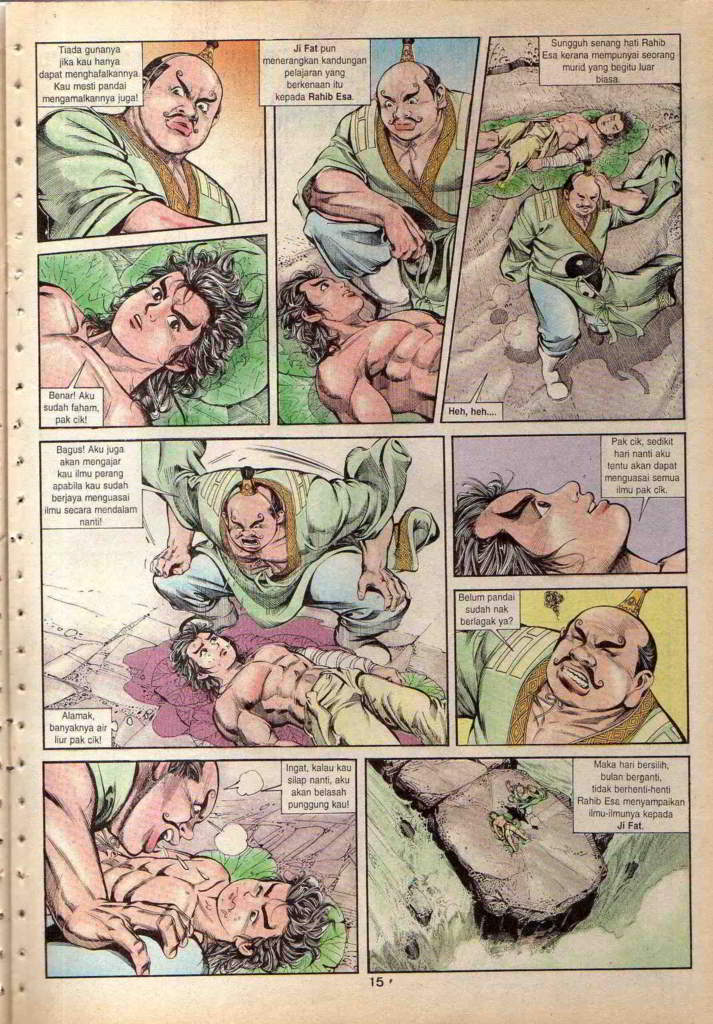 Tiada gunanya
jika kau hanya
dapat menghafalkannya.
Kau mesti pandai
mengamalkannya juga!
Ji Fat pun
menerangkan kandungan
pelajaran yang
berkenaan itu
kepada Rahib Esa.
Sungguh senang hati Rahib
Esa kerana mempunyai seorang
murid yang begitu luar
biasa.
Benar! Aku
sudah faham,
pak cik!
Heh, heh....
Bagus! Aku juga
akan mengajar
kau ilmu perang
apabila kau sudah
berjaya menguasai
ilmu secara mendalam
nanti!
Alamak,
banyaknya air
liur pak cik!
Pak cik, sedikit
hari nanti aku
tentu akan dapat
menguasai semua
ilmu pak cik.
Belum pandai
sudah nak
berlagak ya?
Ingat, kalau kau
silap nanti, aku
akan belasah
punggung kau!
Maka hari bersilih,
bulan berganti,
tidak berhenti-henti
Rahib Esa menyampaikan
ilmu-ilmunya kepada
Ji Fat.
15